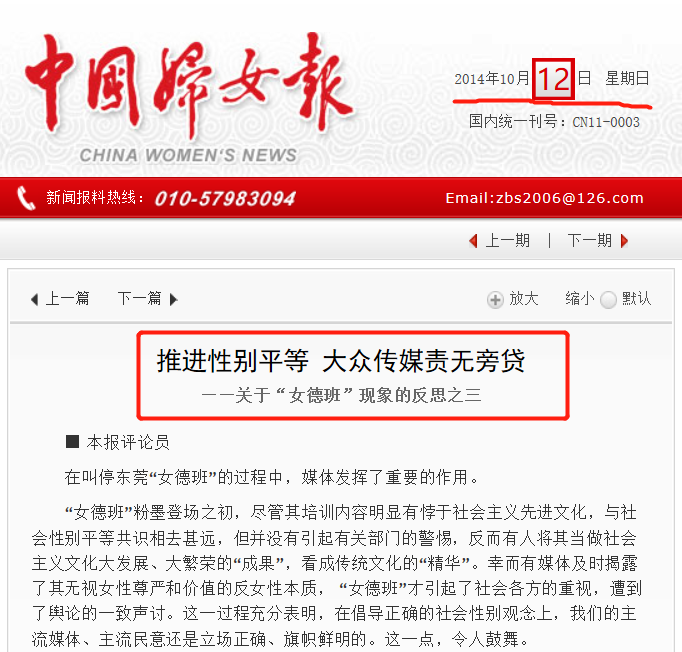 中国婦女報
CHINA WOMEN'S NEWS
2014年10月12日 星期日
国内统一刊号：CN11-0003
新闻报料热线：010-57983094
Email:zbs2006@126.com
上一期 | 下一期
上一篇 下一篇
放大 缩小 默认
推进性别平等 大众传媒责无旁贷
——关于“女德班”现象的反思之三
■ 本报评论员
在叫停东莞“女德班”的过程中，媒体发挥了重要的作用。
“女德班”粉墨登场之初，尽管其培训内容明显有悖于社会主义先进文化，与社
会性别平等共识相去甚远，但并没有引起有关部门的警惕，反而有人将其当做社会
主义文化大发展、大繁荣的“成果”，看成传统文化的“精华”。幸而有媒体及时揭露
了其无视女性尊严和价值的反女性本质， “女德班”才引起了社会各方的重视，遭到
了舆论的一致声讨。这一过程充分表明，在倡导正确的社会性别观念上，我们的主
流媒体、主流民意还是立场正确、旗帜鲜明的。这一点，令人鼓舞。